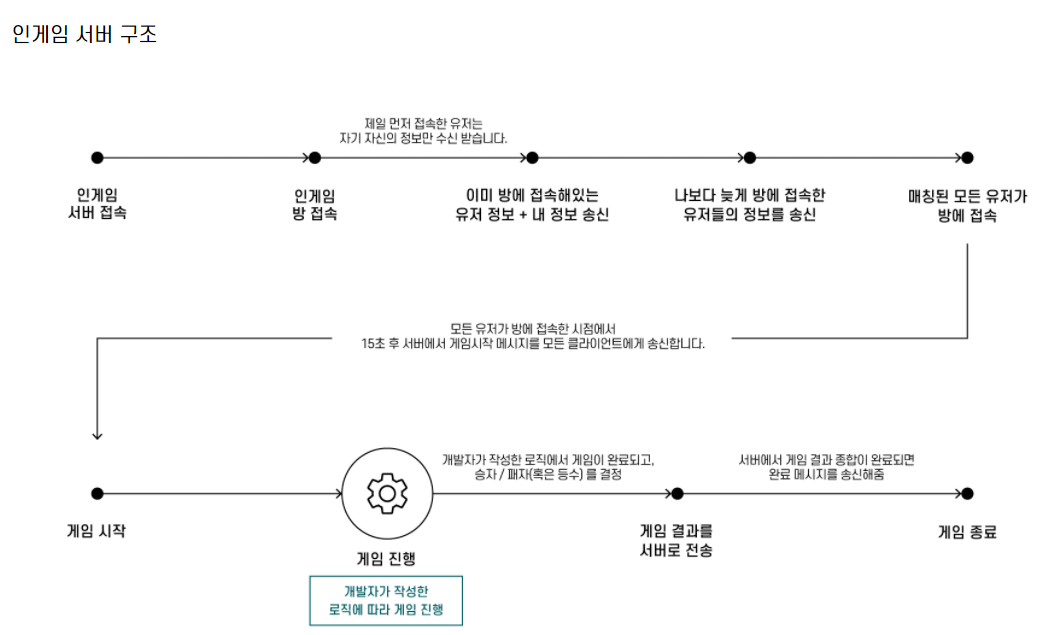 인게임 서버 구조
제일 먼저 접속한 유저는
자기 자신의 정보만 수신 받습니다.
인게임
서버 접속
인게임
방 접속
이미 방에 접속해있는
유저 정보 + 내 정보 송신
나보다 늦게 방에 접속한
유저들의 정보를 송신
매칭된 모든 유저가
방에 접속
모든 유저가 방에 접속한 시점에서
15초 후 서버에서 게임시작 메시지를 모든 클라이언트에게 송신합니다.
개발자가 작성한 로직에서 게임이 완료되고,
승자 / 패자(혹은 등수) 를 결정
서버에서 게임 결과 종합이 완료되면
완료 메시지를 송신해줌
게임 시작
게임 진행
게임 결과를
서버로 전송
게임 종료
개발자가 작성한
로직에 따라 게임 진행